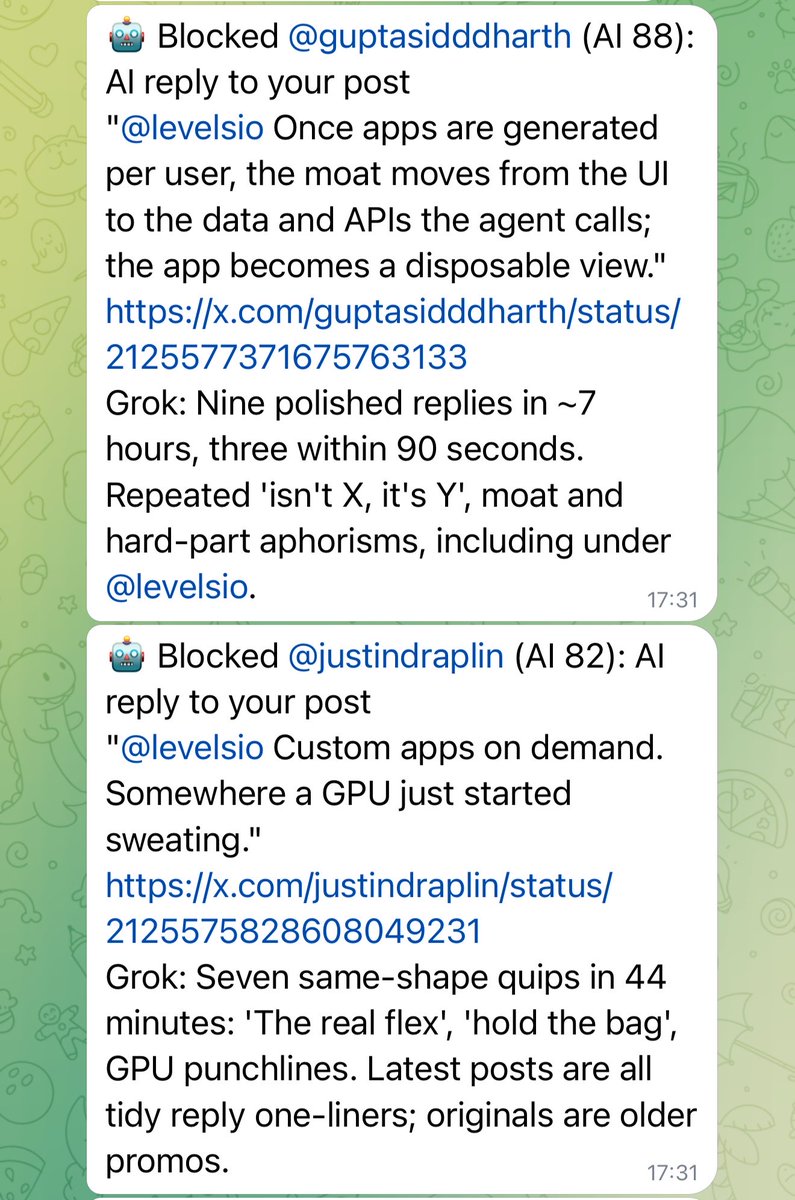 🤖 Blocked @guptasidddharth (AI 88):
AI reply to your post
"@levelsio Once apps are generated
per user, the moat moves from the UI
to the data and APIs the agent calls;
the app becomes a disposable view."
https://x.com/guptasidddharth/status/
2125577371675763133
Grok: Nine polished replies in ~7
hours, three within 90 seconds.
Repeated 'isn't X, it's Y', moat and
hard-part aphorisms, including under
@levelsio.
17:31
🤖 Blocked @justindraplin (AI 82): AI
reply to your post
"@levelsio Custom apps on demand.
Somewhere a GPU just started
sweating."
https://x.com/justindraplin/status/
2125575828608049231
Grok: Seven same-shape quips in 44
minutes: 'The real flex', 'hold the bag',
GPU punchlines. Latest posts are all
tidy reply one-liners; originals are older
promos.
17:31